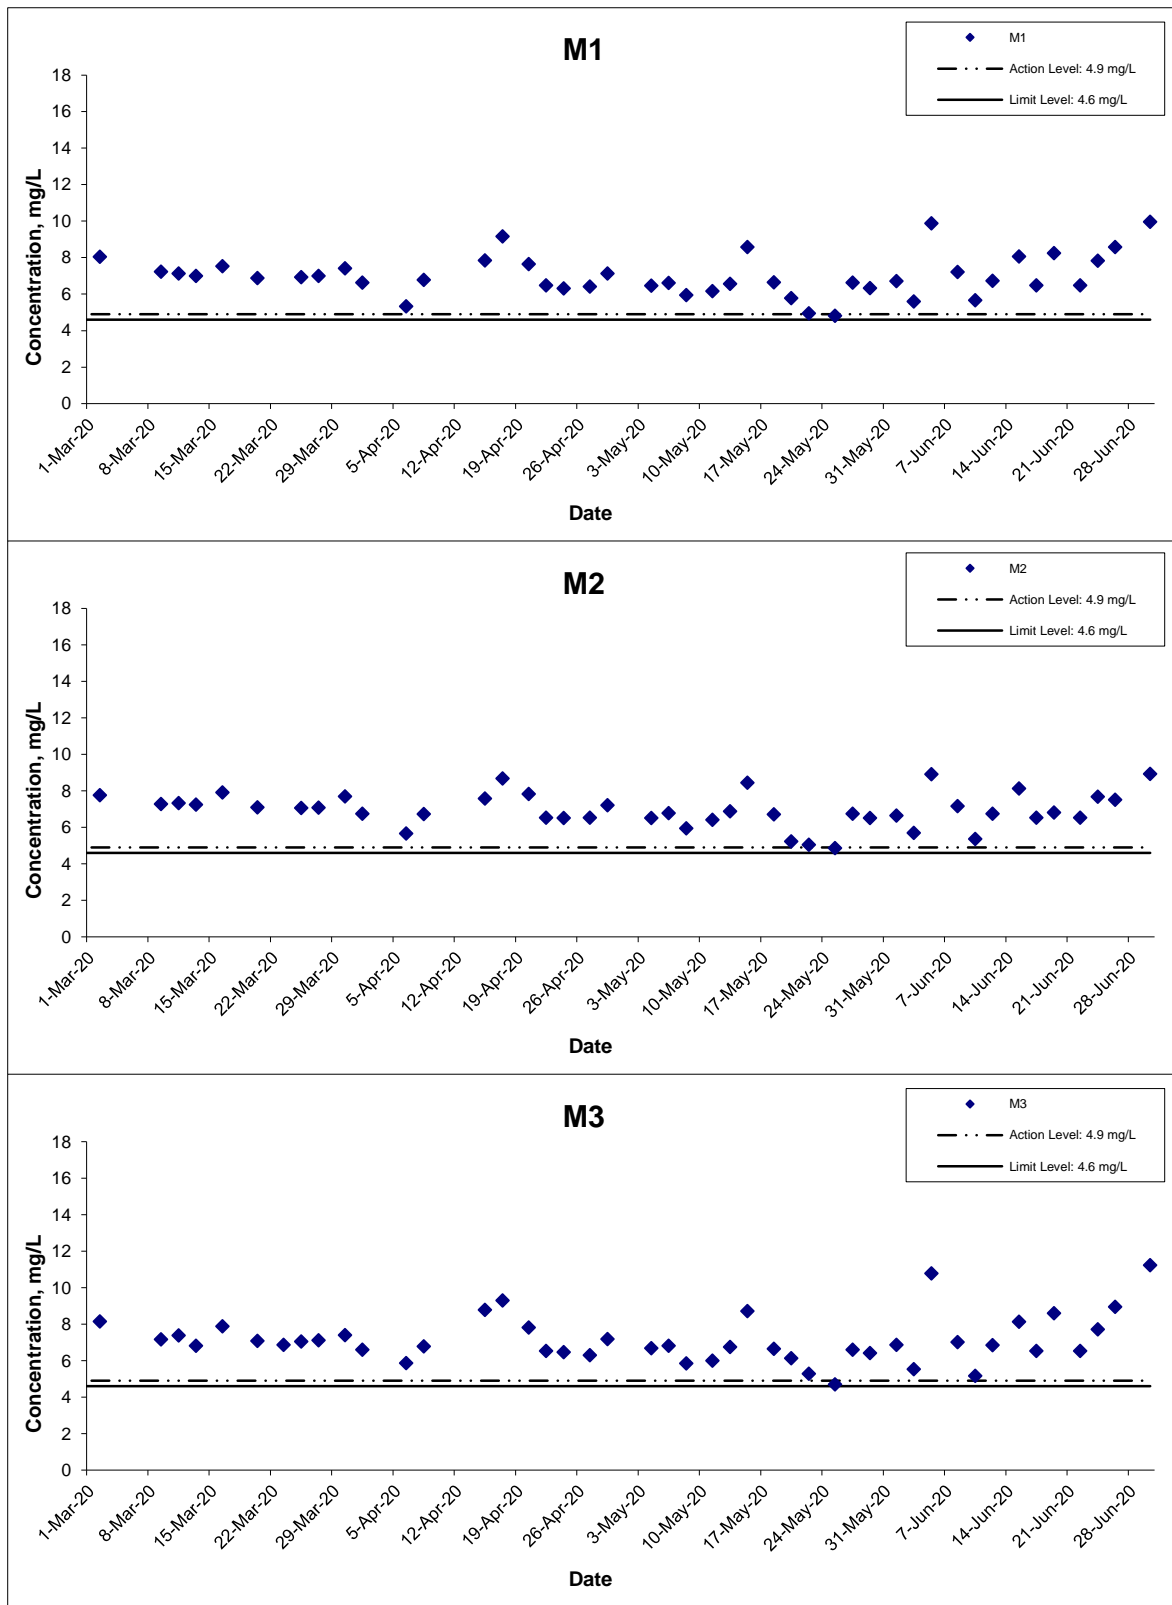 M1
M1
Action Level: 4.9 mg/L
Limit Level: 4.6 mg/L
Concentration, mg/L
18
16
14
12
10
8
6
4
2
0
1-Mar-20
8-Mar-20
15-Mar-20
22-Mar-20
29-Mar-20
5-Apr-20
12-Apr-20
19-Apr-20
26-Apr-20
3-May-20
10-May-20
17-May-20
24-May-20
31-May-20
7-Jun-20
14-Jun-20
21-Jun-20
28-Jun-20
Date
M2
M2
Action Level: 4.9 mg/L
Limit Level: 4.6 mg/L
Concentration, mg/L
18
16
14
12
10
8
6
4
2
0
1-Mar-20
8-Mar-20
15-Mar-20
22-Mar-20
29-Mar-20
5-Apr-20
12-Apr-20
19-Apr-20
26-Apr-20
3-May-20
10-May-20
17-May-20
24-May-20
31-May-20
7-Jun-20
14-Jun-20
21-Jun-20
28-Jun-20
Date
M3
M3
Action Level: 4.9 mg/L
Limit Level: 4.6 mg/L
Concentration, mg/L
18
16
14
12
10
8
6
4
2
0
1-Mar-20
8-Mar-20
15-Mar-20
22-Mar-20
29-Mar-20
5-Apr-20
12-Apr-20
19-Apr-20
26-Apr-20
3-May-20
10-May-20
17-May-20
24-May-20
31-May-20
7-Jun-20
14-Jun-20
21-Jun-20
28-Jun-20
Date